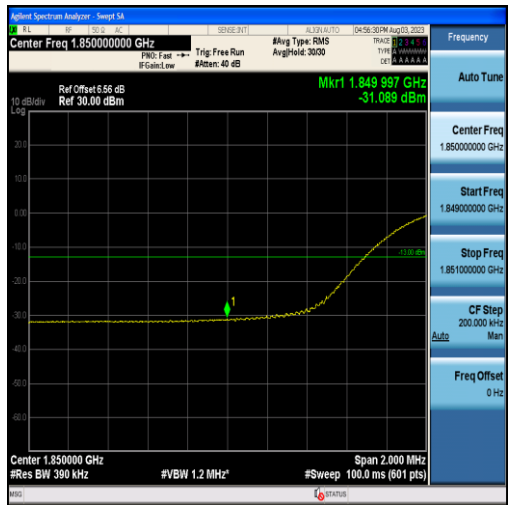 Agilent Spectrum Analyzer - Swept SA
RL RF 50 Ω AC SENSE:INT ALIGN AUTO 04:56:30 PM Aug 03, 2023
Center Freq 1.850000000 GHz
PNO: Fast
IFGain:Low
Trig: Free Run
#Atten: 40 dB
#Avg Type: RMS
Avg|Hold: 30/30
TRACE 1 2 3 4 5 6
TYPE A
DET A A A A A A
Ref Offset 6.56 dB
10 dB/div Ref 30.00 dBm
Log
Mkr1 1.849 997 GHz
-31.089 dBm
20.0
10.0
0.00
-10.0
-13.00 dBm
-20.0
1
-30.0
-40.0
-50.0
-60.0
Center 1.850000 GHz
Span 2.000 MHz
#Res BW 390 kHz
#VBW 1.2 MHz*
#Sweep 100.0 ms (601 pts)
MSG
STATUS
Frequency
Auto Tune
Center Freq
1.850000000 GHz
Start Freq
1.849000000 GHz
Stop Freq
1.851000000 GHz
CF Step
200.000 kHz
Auto Man
Freq Offset
0 Hz